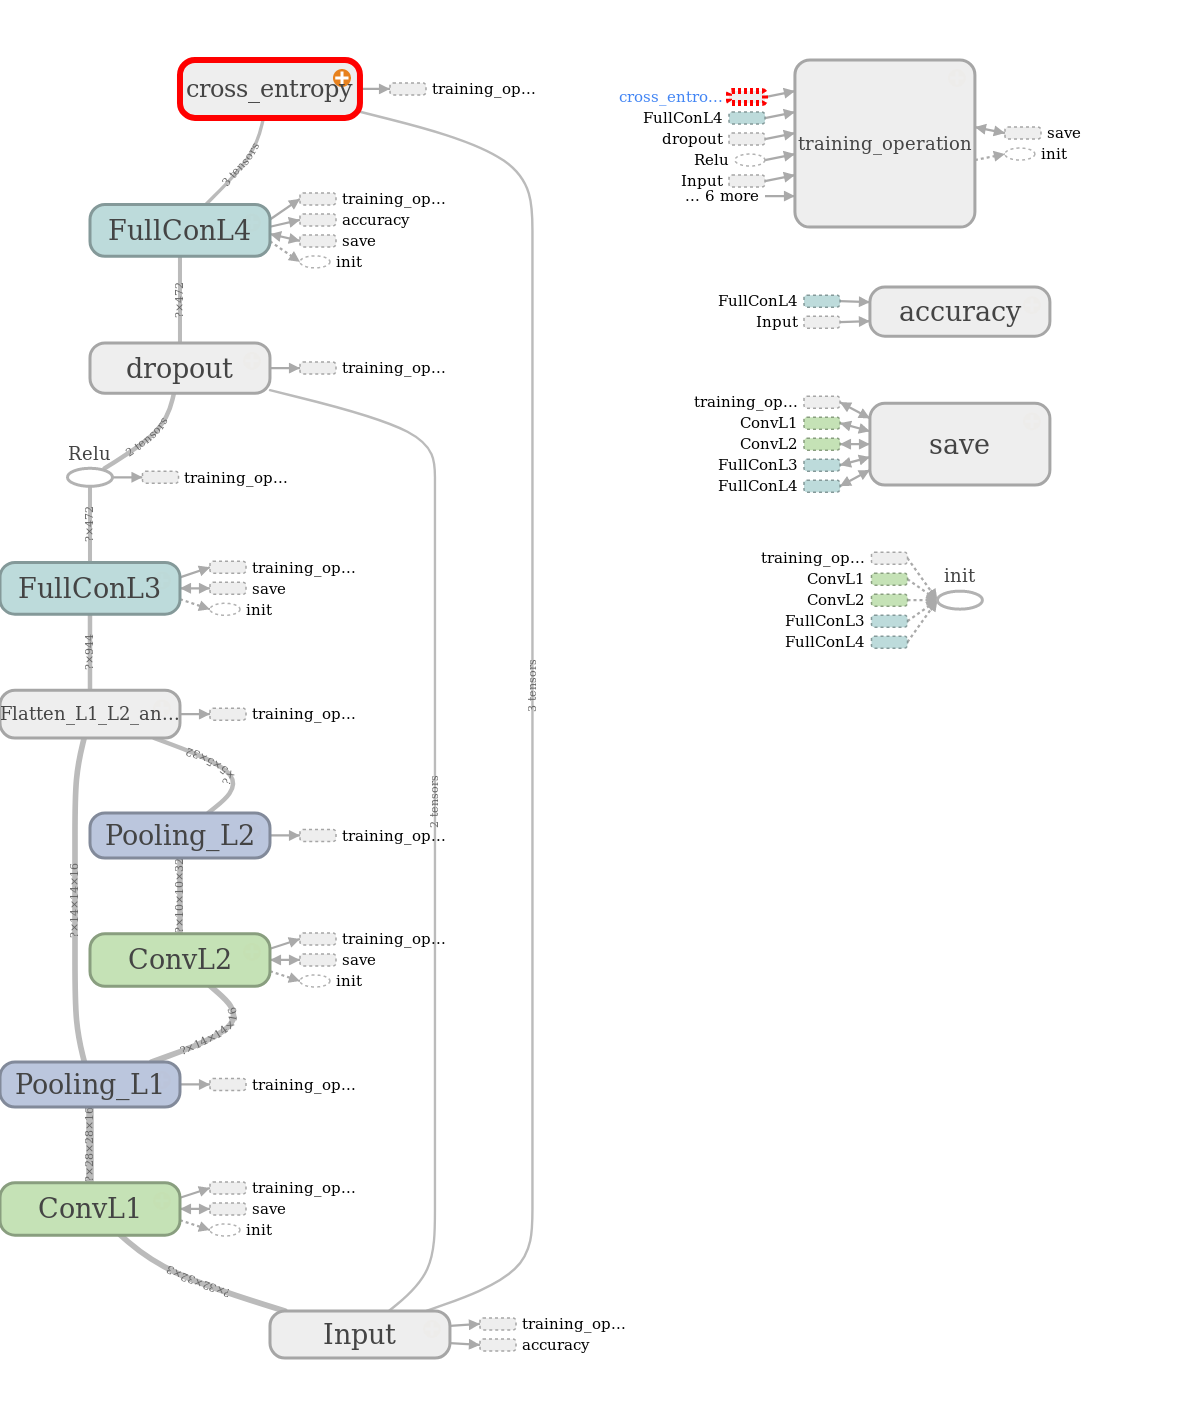 cross_entropy
training_op…
3 tensors
FullConL4
training_op…
accuracy
save
init
?×472
dropout
training_op…
2 tensors
Relu
training_op…
?×472
FullConL3
training_op…
save
init
?×944
Flatten_L1_L2_an…
training_op…
?×5×5×32
Pooling_L2
training_op…
?×14×14×16
?×10×10×32
ConvL2
training_op…
save
init
?×14×14×16
Pooling_L1
training_op…
?×28×28×16
ConvL1
training_op…
save
init
?×32×32×3
Input
training_op…
accuracy
2 tensors
3 tensors
cross_entro…
FullConL4
dropout
Relu
Input
… 6 more
training_operation
save
init
FullConL4
Input
accuracy
training_op…
ConvL1
ConvL2
FullConL3
FullConL4
save
training_op…
ConvL1
ConvL2
FullConL3
FullConL4
init